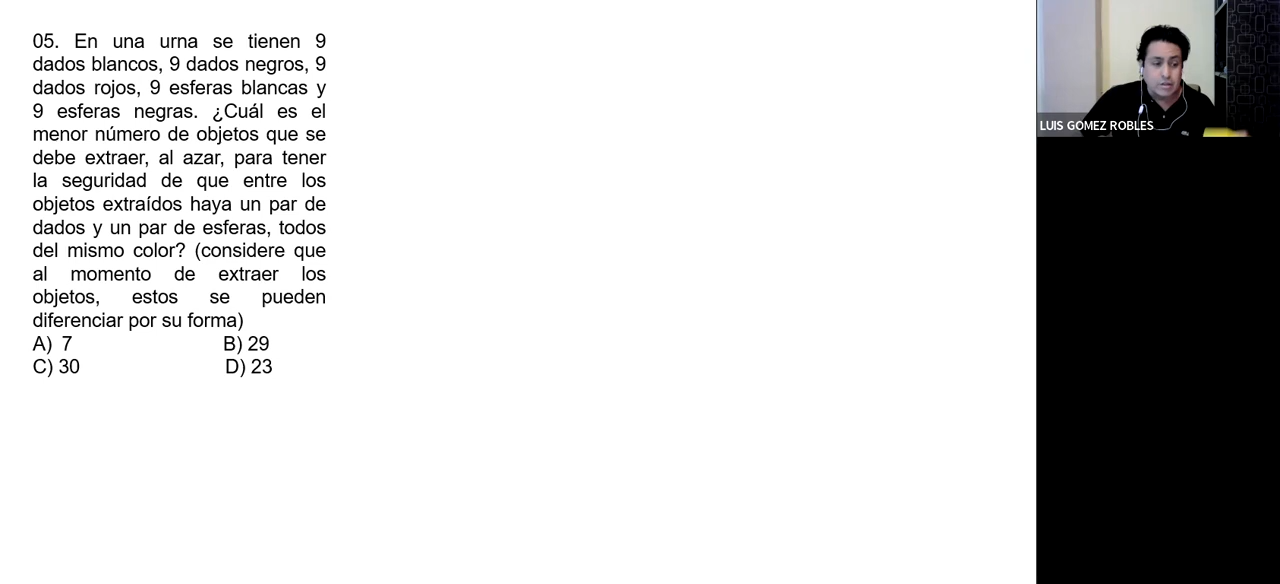 05. En una urna se tienen 9
dados blancos, 9 dados negros, 9
dados rojos, 9 esferas blancas y
9 esferas negras. ¿Cuál es el
menor número de objetos que se
debe extraer, al azar, para tener
la seguridad de que entre los
objetos extraídos haya un par de
dados y un par de esferas, todos
del mismo color? (considere que
al momento de extraer los
objetos, estos se pueden
diferenciar por su forma)
A) 7 B) 29
C) 30 D) 23
LUIS GOMEZ ROBLES